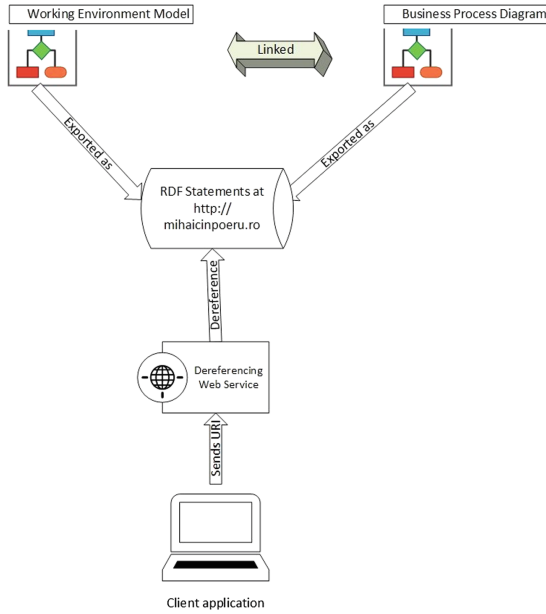 Working Environment Model
Business Process Diagram
Linked
Exported as
Exported as
RDF Statements at
http://
mihaicinpoeru.ro
Dereference
Dereferencing
Web Service
Sends URI
Client application